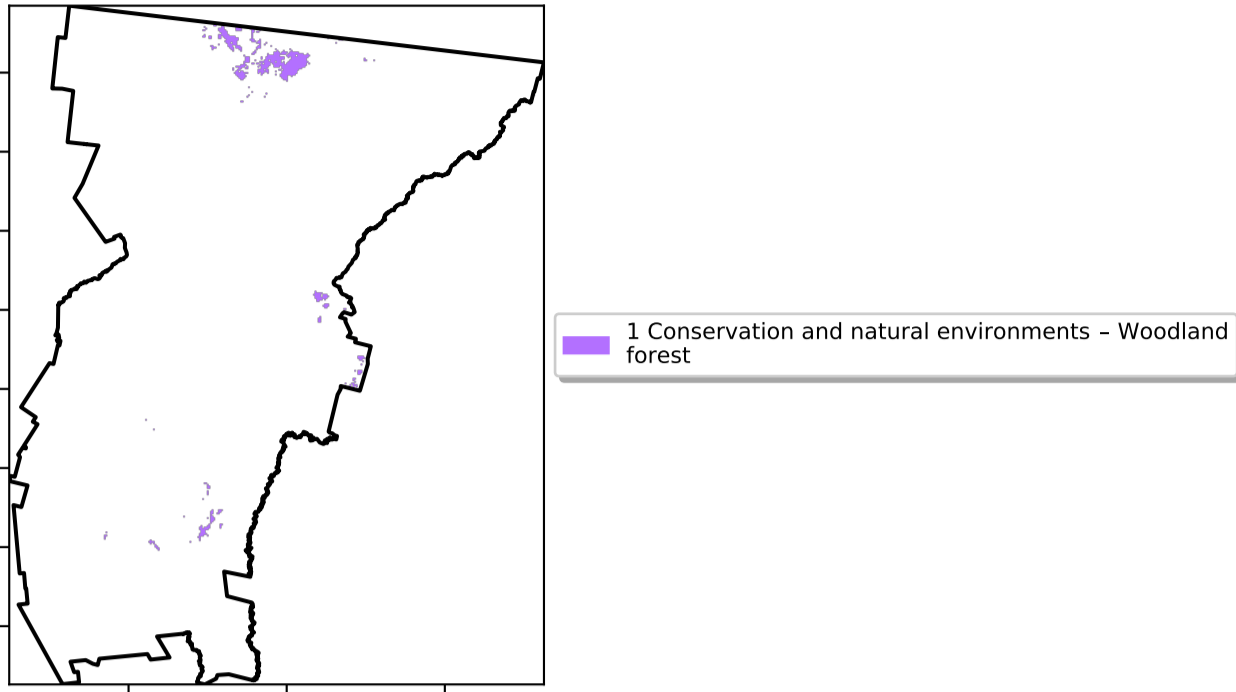 1 Conservation and natural environments – Woodland
forest